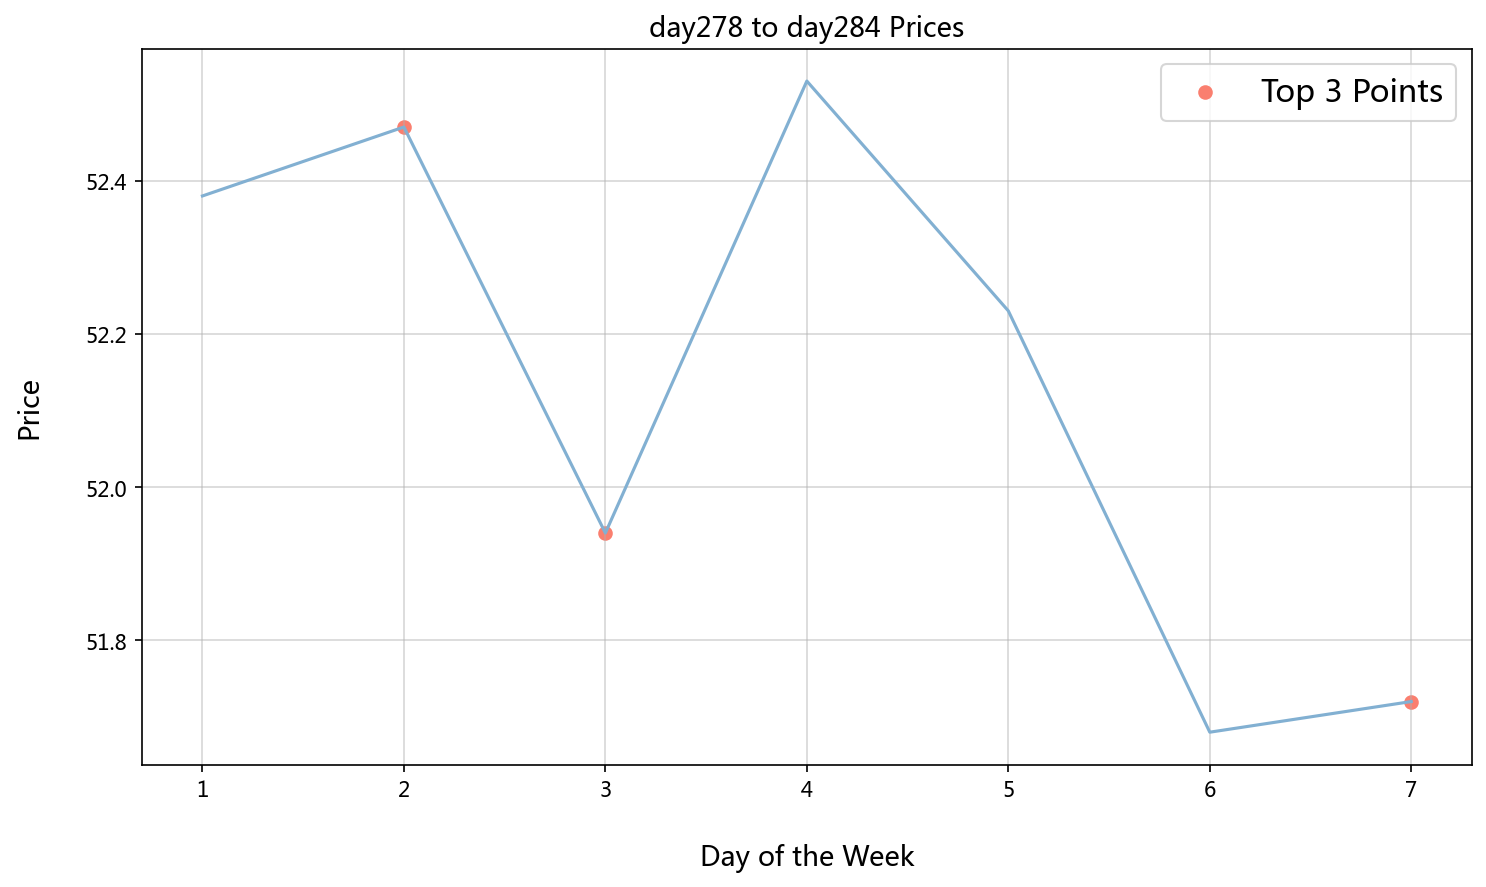 day278 to day284 Prices
Top 3 Points
52.4
52.2
52.0
51.8
Price
1 2 3 4 5 6 7
Day of the Week